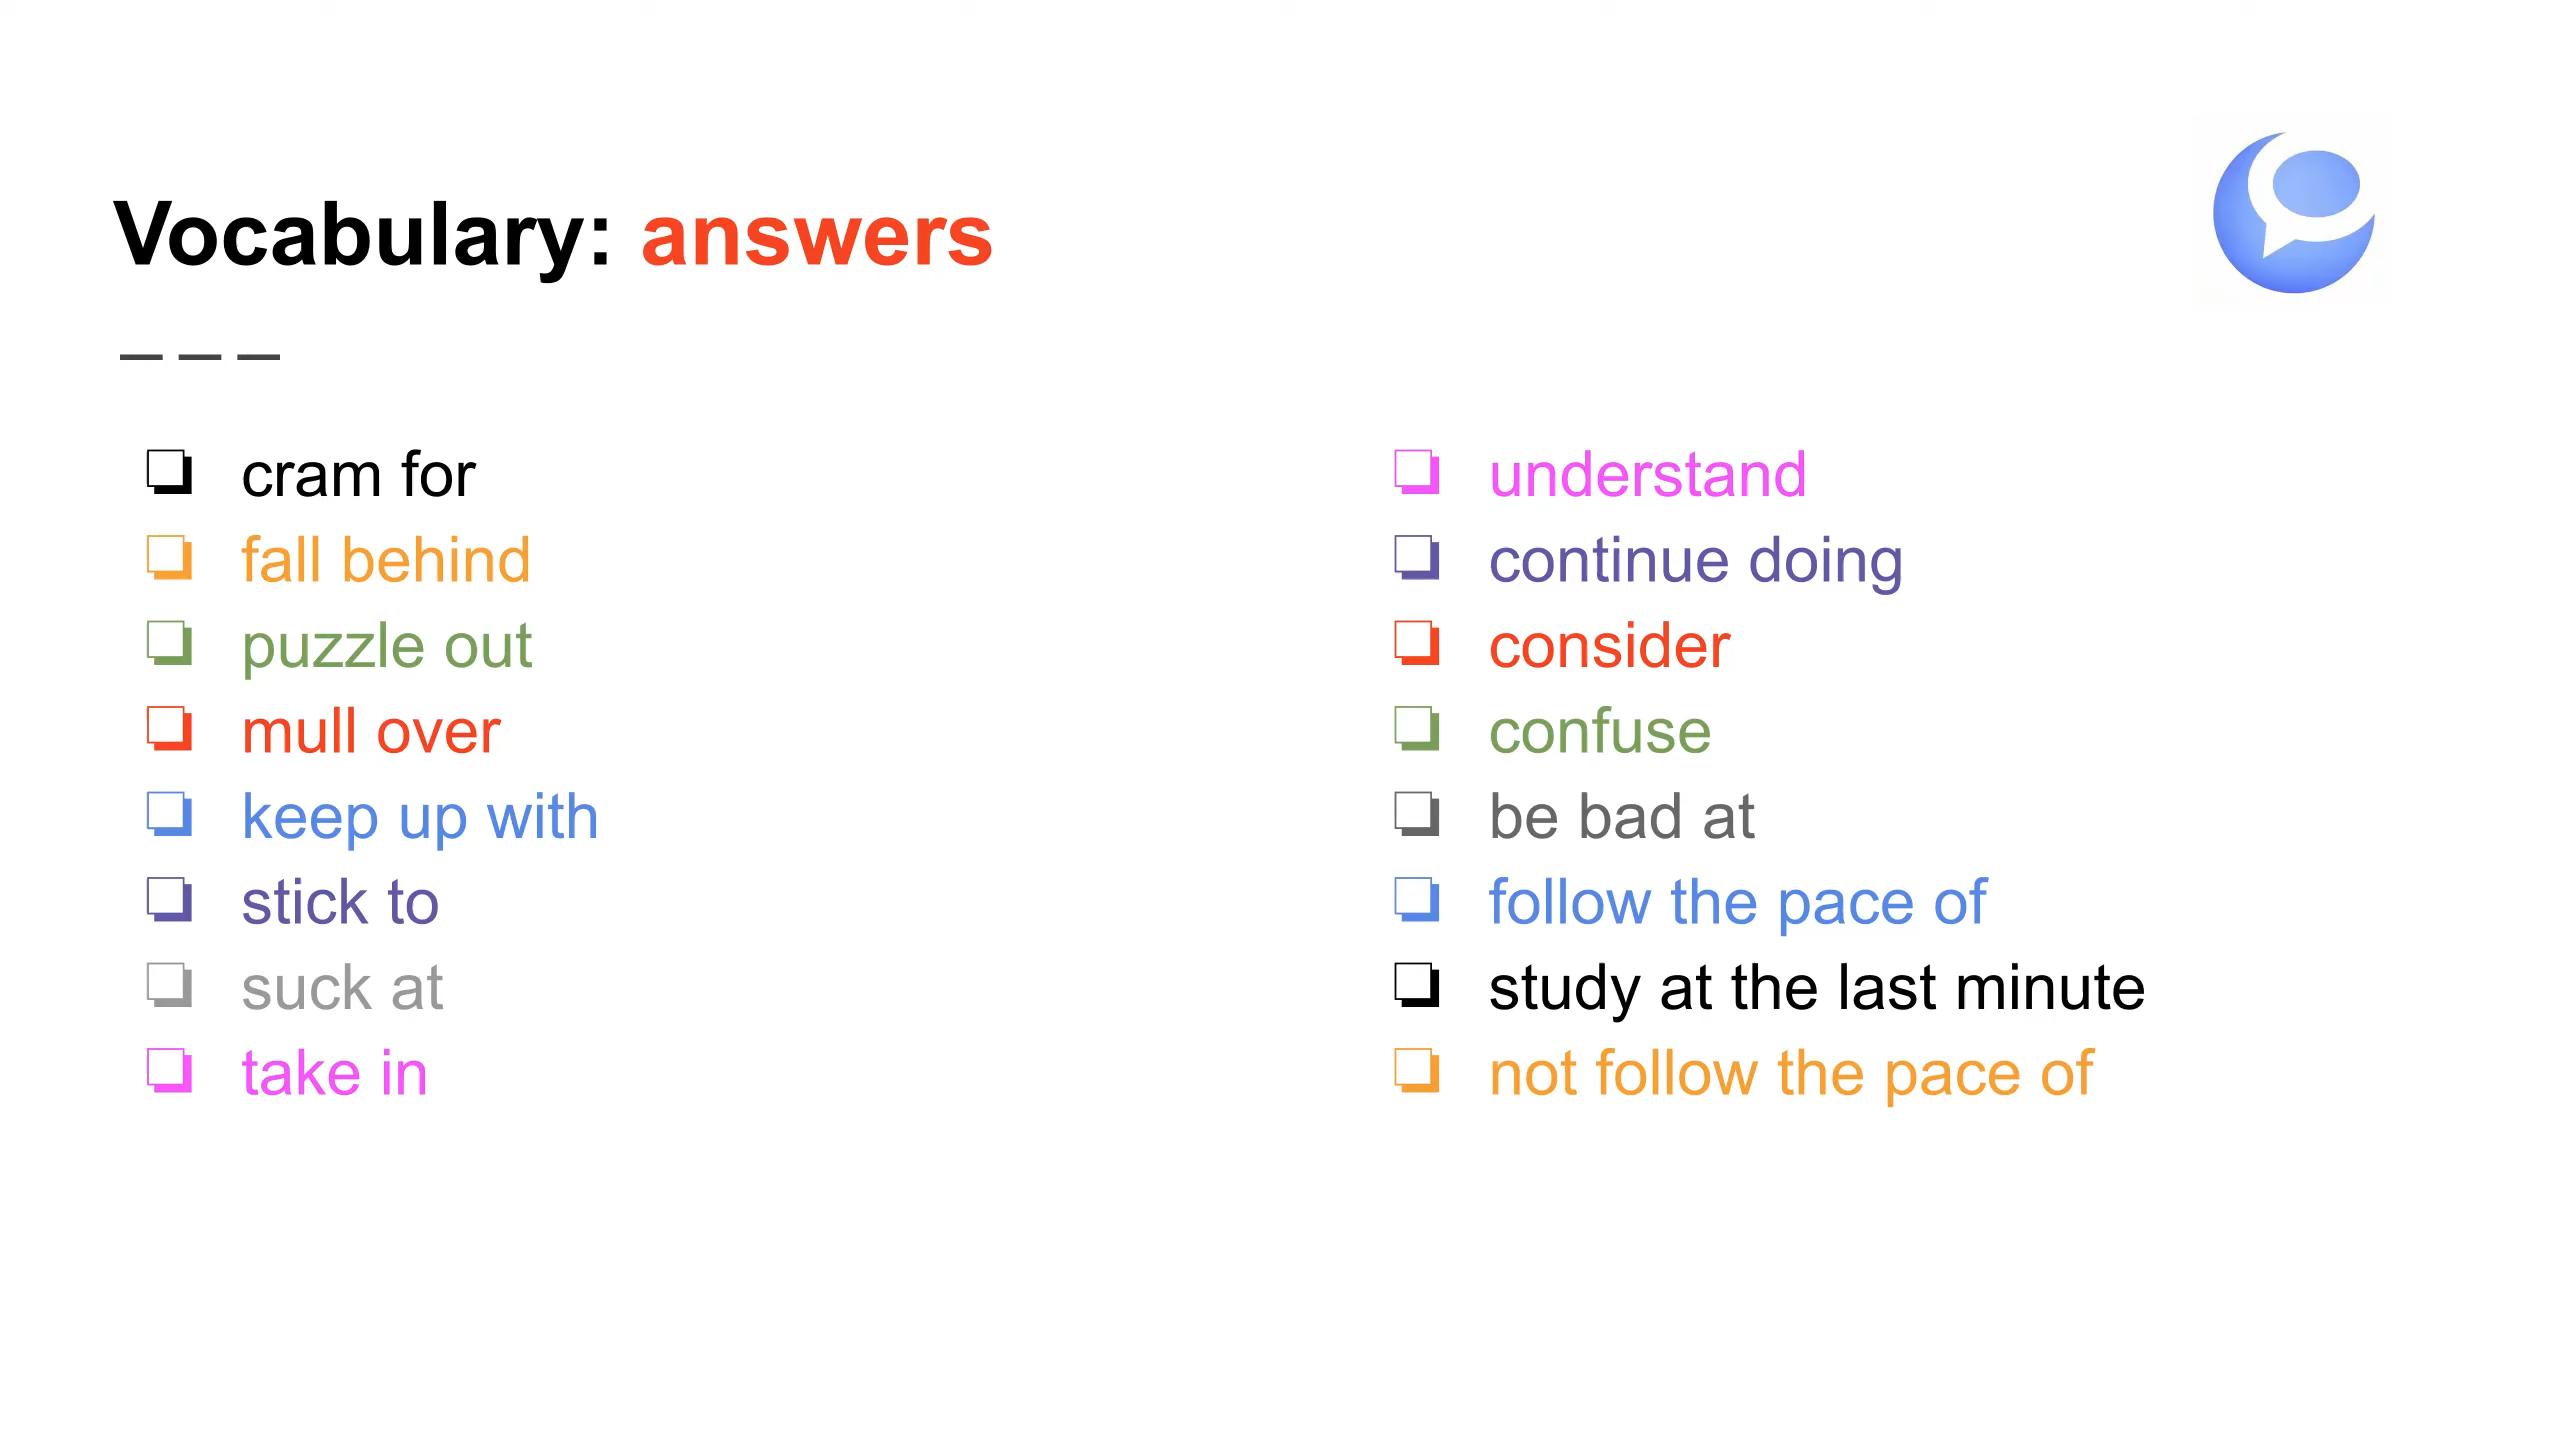 Vocabulary: answers
cram for
fall behind
puzzle out
mull over
keep up with
stick to
suck at
take in
understand
continue doing
consider
confuse
be bad at
follow the pace of
study at the last minute
not follow the pace of